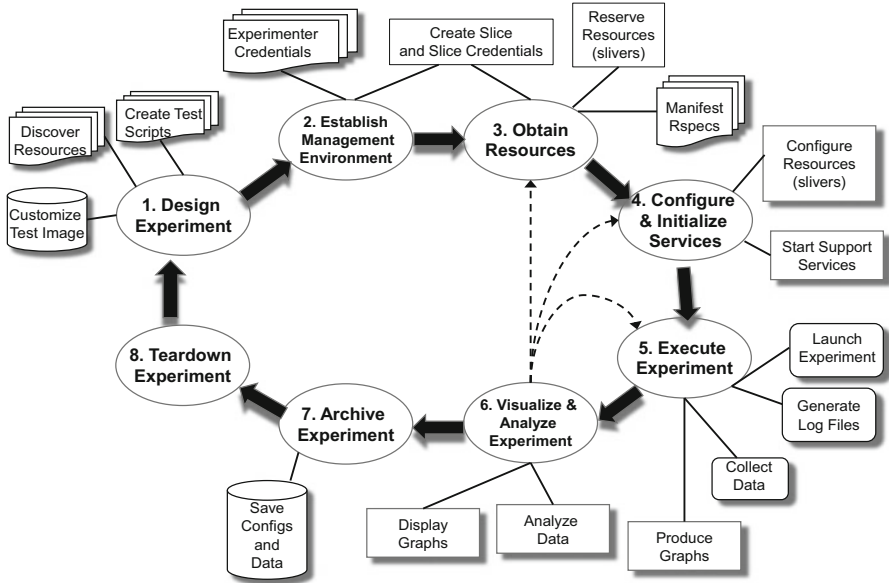 Experimenter
Credentials
Create Slice
and Slice Credentials
Reserve
Resources
(slivers)
Discover
Resources
Create Test
Scripts
2. Establish
Management
Environment
3. Obtain
Resources
Manifest
Rspecs
Configure
Resources
(slivers)
Customize
Test Image
1. Design
Experiment
4. Configure
& Initialize
Services
Start Support
Services
8. Teardown
Experiment
5. Execute
Experiment
Launch
Experiment
7. Archive
Experiment
6. Visualize &
Analyze
Experiment
Generate
Log Files
Collect
Data
Save
Configs
and
Data
Display
Graphs
Analyze
Data
Produce
Graphs